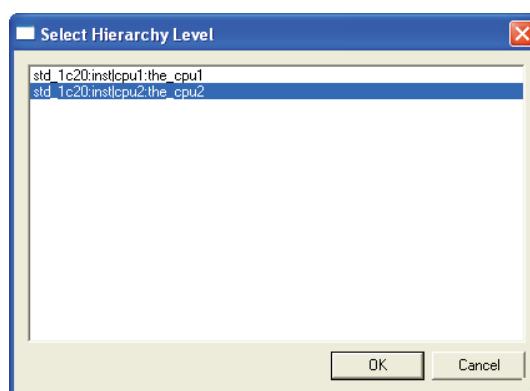 Select Hierarchy Level
std_1c20:inst|cpu1:the_cpu1
std_1c20:inst|cpu2:the_cpu2
OK Cancel